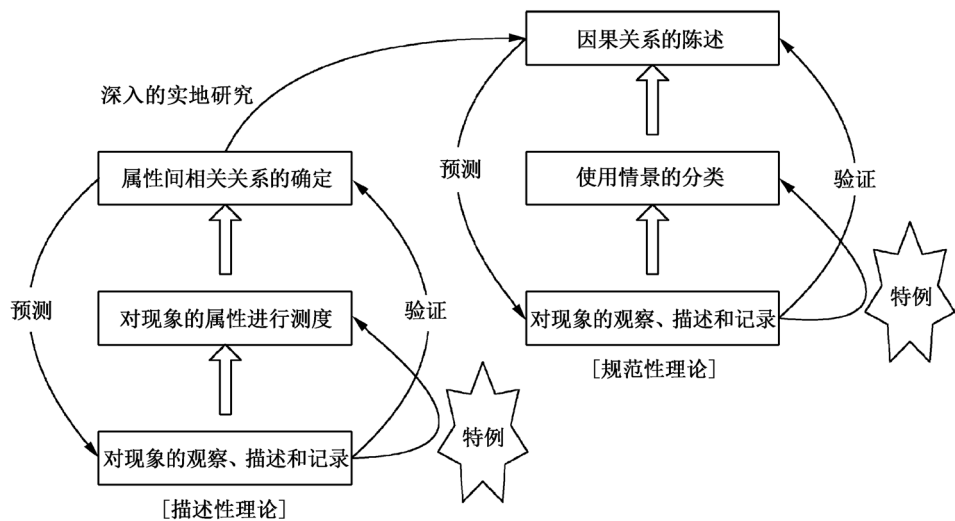 因果关系的陈述
深入的实地研究
预测
属性间相关关系的确定
使用情景的分类
验证
特例
预测
对现象的属性进行测度
验证
对现象的观察、描述和记录
[规范性理论]
特例
对现象的观察、描述和记录
[描述性理论]